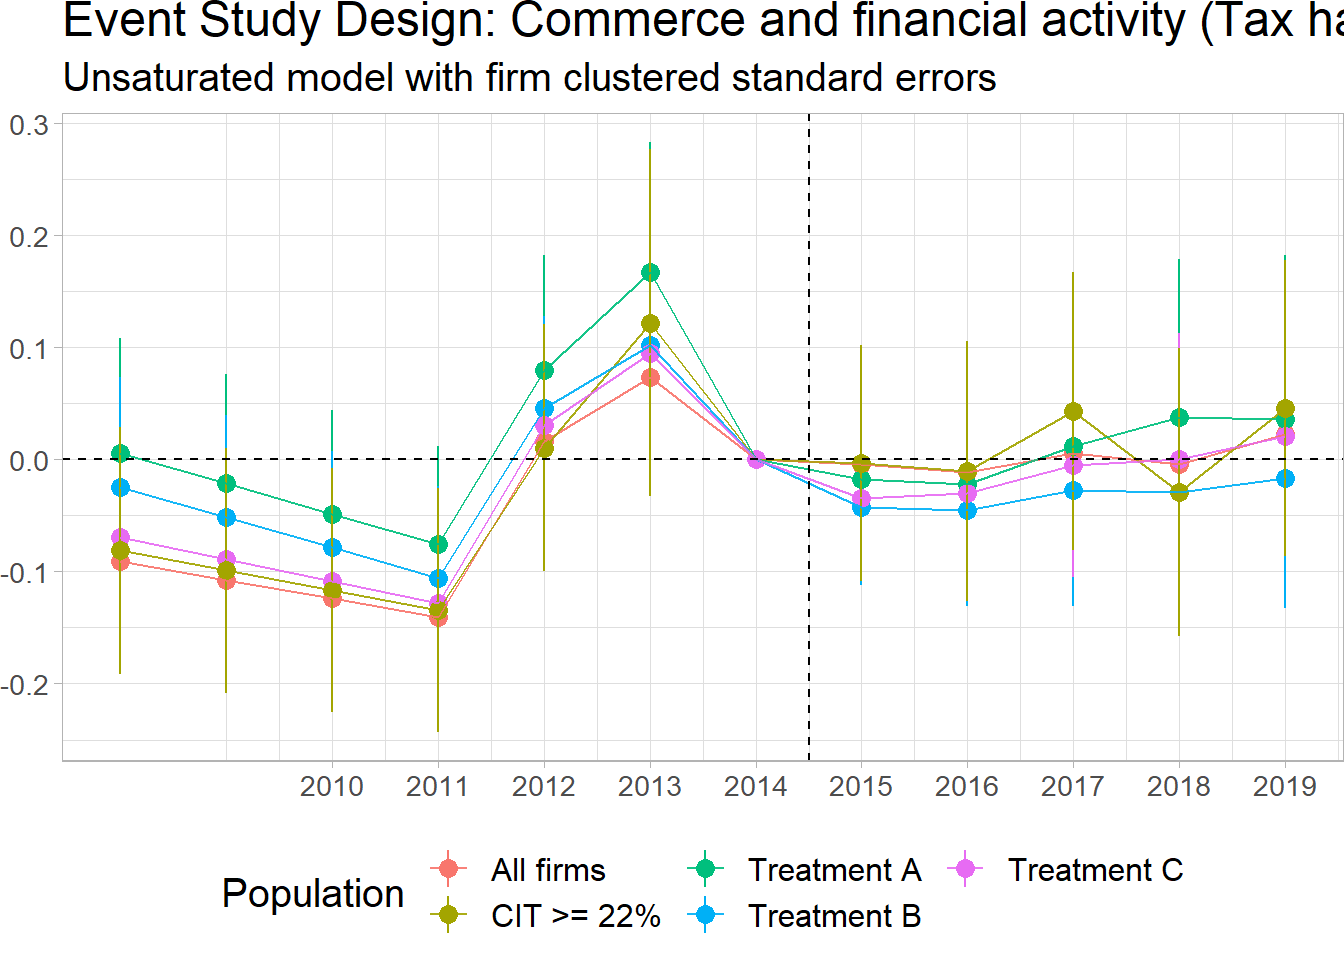 Event Study Design: Commerce and financial activity (Tax
Unsaturated model with firm clustered standard errors
0.3
0.2
0.1
0.0
-0.1
-0.2
2010 2011 2012 2013 2014 2015 2016 2017 2018 2019
Population
All firms Treatment A Treatment C
CIT >= 22% Treatment B